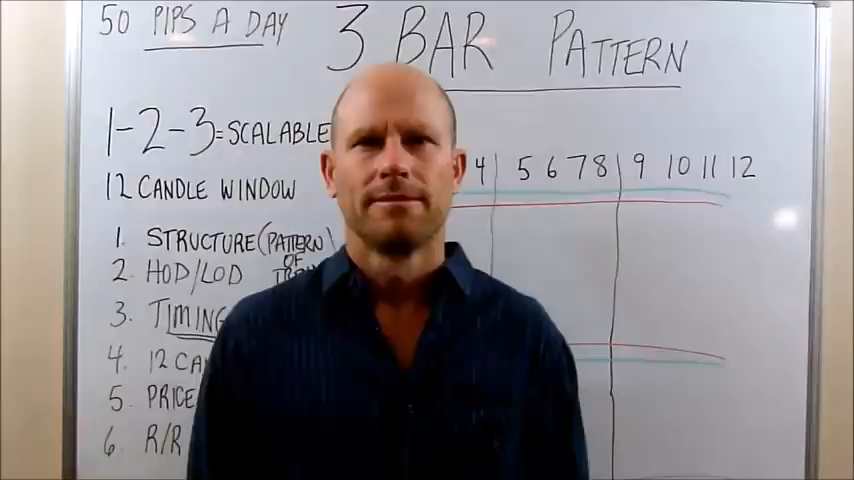 50 PIPS A DAY
3 BAR PATTERN
1-2-3=SCALABLE
12 CANDLE WINDOW
4 5 6 7 8 9 10 11 12
1. STRUCTURE (PATTERN
OF
2. HOD/LOD
3. TIMING
4. 12
5. PRICE
6 R/R